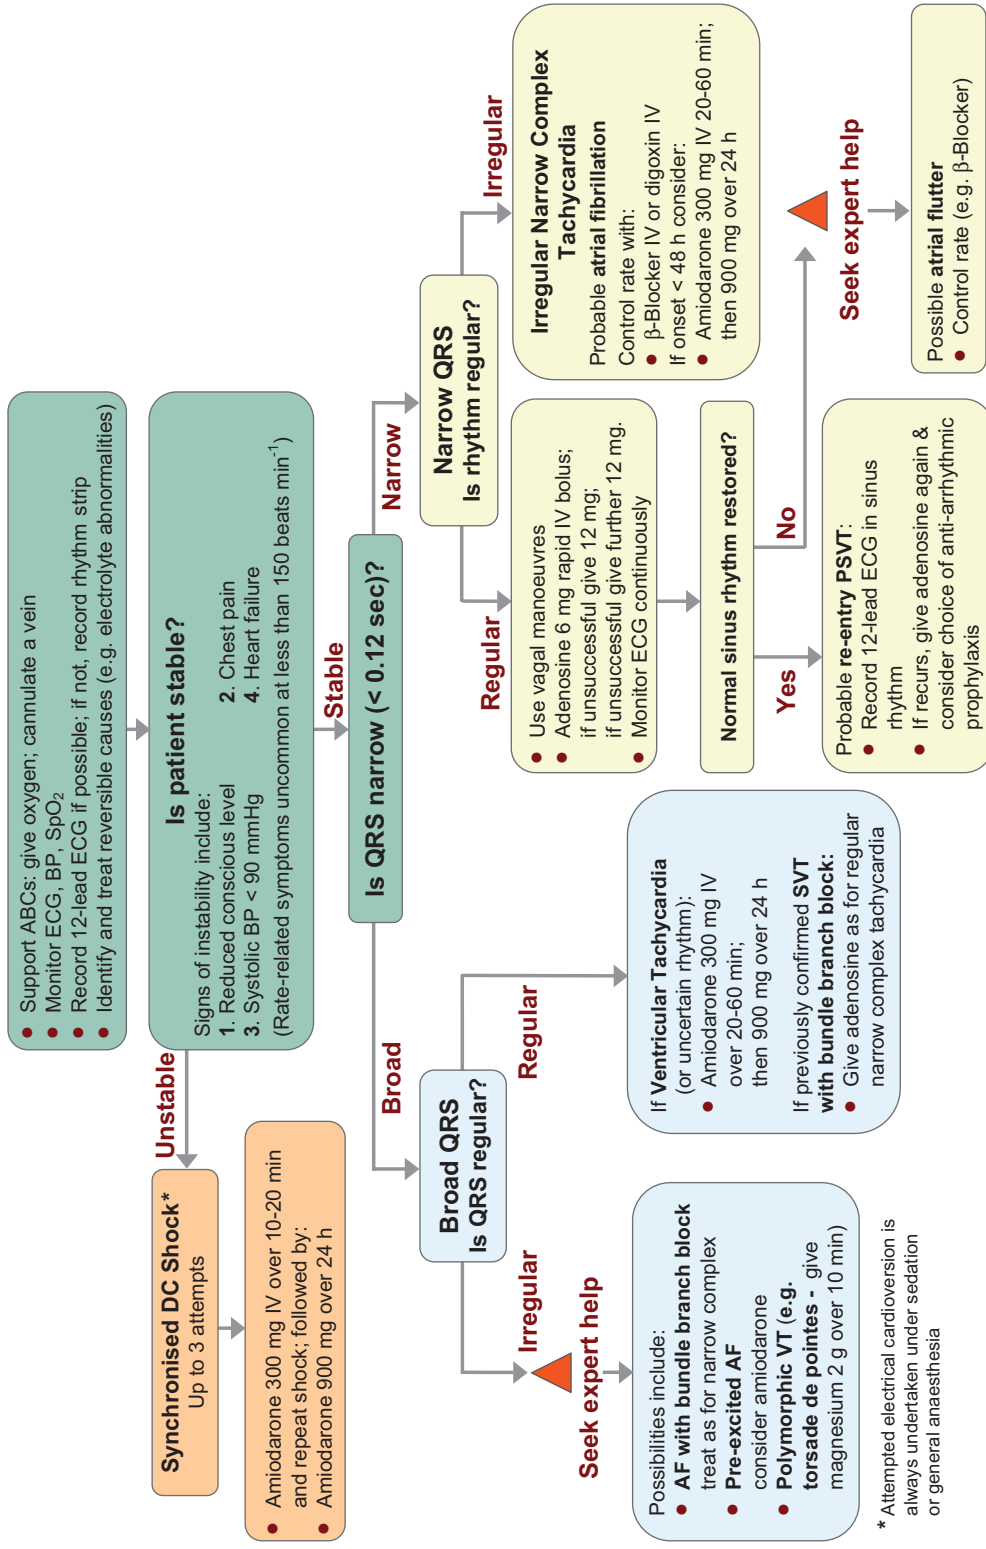 ● Support ABCs: give oxygen; cannulate a vein
● Monitor ECG, BP, SpO₂
● Record 12-lead ECG if possible; if not, record rhythm strip
● Identify and treat reversible causes (e.g. electrolyte abnormalities)
Is patient stable?
Signs of instability include:
1. Reduced conscious level 2. Chest pain
3. Systolic BP < 90 mmHg 4. Heart failure
(Rate-related symptoms uncommon at less than 150 beats min⁻¹)
Unstable
Synchronised DC Shock*
Up to 3 attempts
● Amiodarone 300 mg IV over 10-20 min
and repeat shock; followed by:
● Amiodarone 900 mg over 24 h
Stable
Is QRS narrow (< 0.12 sec)?
Broad
Narrow
Broad QRS
Is QRS regular?
Irregular
Seek expert help
Regular
Possibilities include:
● AF with bundle branch block
treat as for narrow complex
● Pre-excited AF
consider amiodarone
● Polymorphic VT (e.g.
torsade de pointes - give
magnesium 2 g over 10 min)
If Ventricular Tachycardia
(or uncertain rhythm):
● Amiodarone 300 mg IV
over 20-60 min;
then 900 mg over 24 h
If previously confirmed SVT
with bundle branch block:
● Give adenosine as for regular
narrow complex tachycardia
Narrow QRS
Is rhythm regular?
Regular
Irregular
● Use vagal manoeuvres
● Adenosine 6 mg rapid IV bolus;
if unsuccessful give 12 mg;
if unsuccessful give further 12 mg.
● Monitor ECG continuously
Irregular Narrow Complex
Tachycardia
Probable atrial fibrillation
Control rate with:
● β-Blocker IV or digoxin IV
If onset < 48 h consider:
● Amiodarone 300 mg IV 20-60 min;
then 900 mg over 24 h
Normal sinus rhythm restored?
Yes
No
Seek expert help
Probable re-entry PSVT:
● Record 12-lead ECG in sinus
rhythm
● If recurs, give adenosine again &
consider choice of anti-arrhythmic
prophylaxis
Possible atrial flutter
● Control rate (e.g. β-Blocker)
* Attempted electrical cardioversion is
always undertaken under sedation
or general anaesthesia